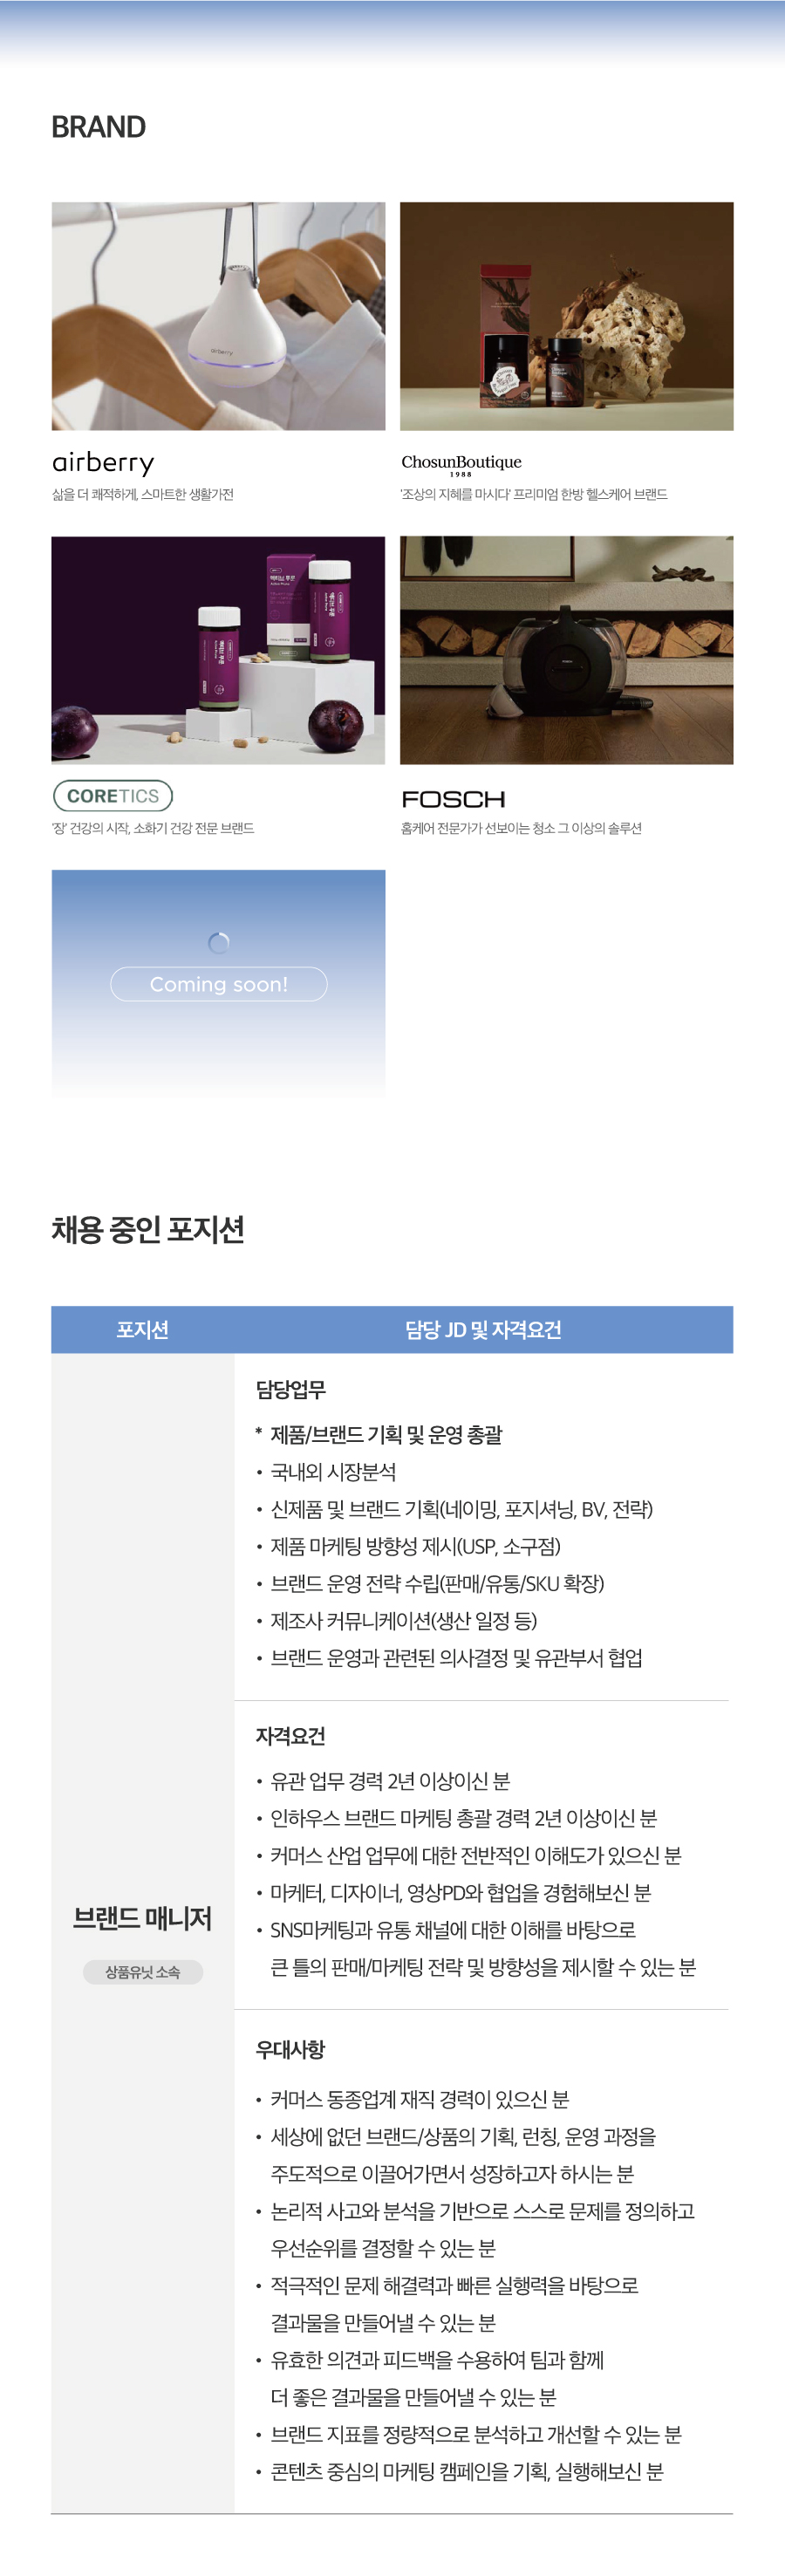 BRAND
airberry
airberry
ChosunBoutique
1988
삶을 더 쾌적하게, 스마트한 생활가전
'조상의 지혜를 마시다' 프리미엄 한방 헬스케어 브랜드
CORETICS
FOSCH
'장' 건강의 시작, 소화기 건강 전문 브랜드
홈케어 전문가가 선보이는 청소 그 이상의 솔루션
Coming soon!
채용 중인 포지션
포지션
담당 JD 및 자격요건
담당업무
* 제품/브랜드 기획 및 운영 총괄
• 국내외 시장분석
• 신제품 및 브랜드 기획(네이밍, 포지셔닝, BV, 전략)
• 제품 마케팅 방향성 제시(USP, 소구점)
• 브랜드 운영 전략 수립(판매/유통/SKU 확장)
• 제조사 커뮤니케이션(생산 일정 등)
• 브랜드 운영과 관련된 의사결정 및 유관부서 협업
자격요건
• 유관 업무 경력 2년 이상이신 분
• 인하우스 브랜드 마케팅 총괄 경력 2년 이상이신 분
• 커머스 산업 업무에 대한 전반적인 이해도가 있으신 분
• 마케터, 디자이너, 영상PD와 협업을 경험해보신 분
• SNS마케팅과 유통 채널에 대한 이해를 바탕으로
큰 틀의 판매/마케팅 전략 및 방향성을 제시할 수 있는 분
브랜드 매니저
상품유닛 소속
우대사항
• 커머스 동종업계 재직 경력이 있으신 분
• 세상에 없던 브랜드/상품의 기획, 런칭, 운영 과정을
주도적으로 이끌어가면서 성장하고자 하시는 분
• 논리적 사고와 분석을 기반으로 스스로 문제를 정의하고
우선순위를 결정할 수 있는 분
• 적극적인 문제 해결력과 빠른 실행력을 바탕으로
결과물을 만들어낼 수 있는 분
• 유효한 의견과 피드백을 수용하여 팀과 함께
더 좋은 결과물을 만들어낼 수 있는 분
• 브랜드 지표를 정량적으로 분석하고 개선할 수 있는 분
• 콘텐츠 중심의 마케팅 캠페인을 기획, 실행해보신 분